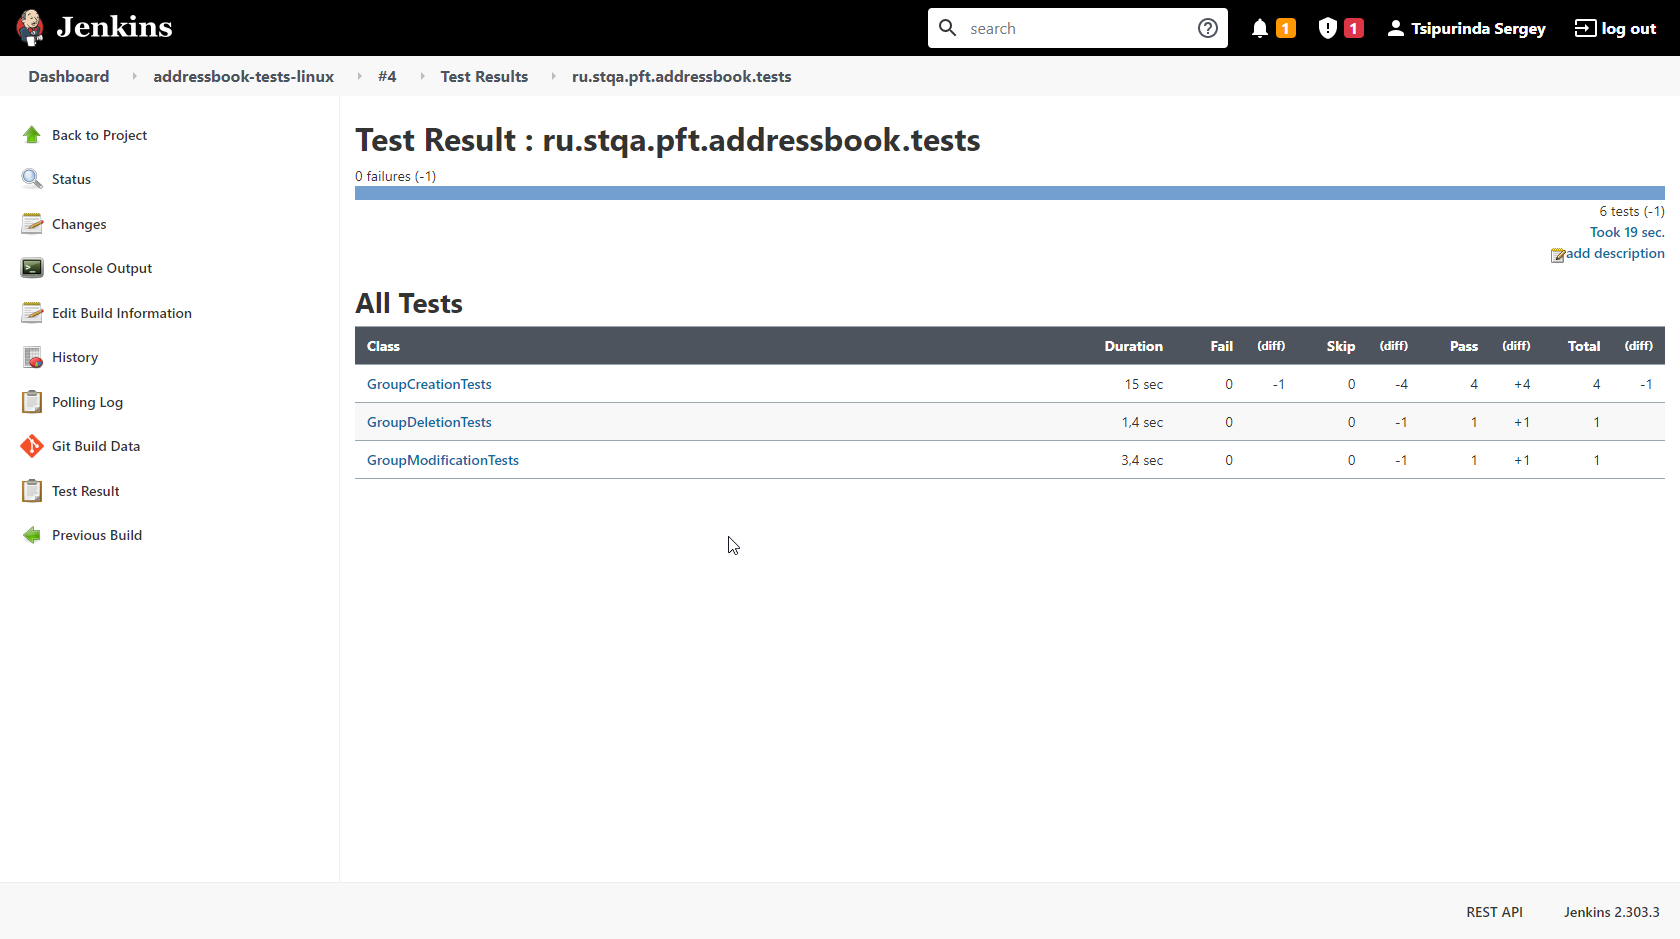 Jenkins
search
1
1
Tsipurinda Sergey
log out
Dashboard addressbook-tests-linux #4 Test Results ru.stqa.pft.addressbook.tests
Back to Project
Status
Changes
Console Output
Edit Build Information
History
Polling Log
Git Build Data
Test Result
Previous Build
Test Result : ru.stqa.pft.addressbook.tests
0 failures (-1)
6 tests (-1)
Took 19 sec.
add description
All Tests
Class Duration Fail (diff) Skip (diff) Pass (diff) Total (diff)
GroupCreationTests 15 sec 0 -1 0 -4 4 +4 4 -1
GroupDeletionTests 1,4 sec 0 0 -1 1 +1 1
GroupModificationTests 3,4 sec 0 0 -1 1 +1 1
REST API Jenkins 2.303.3